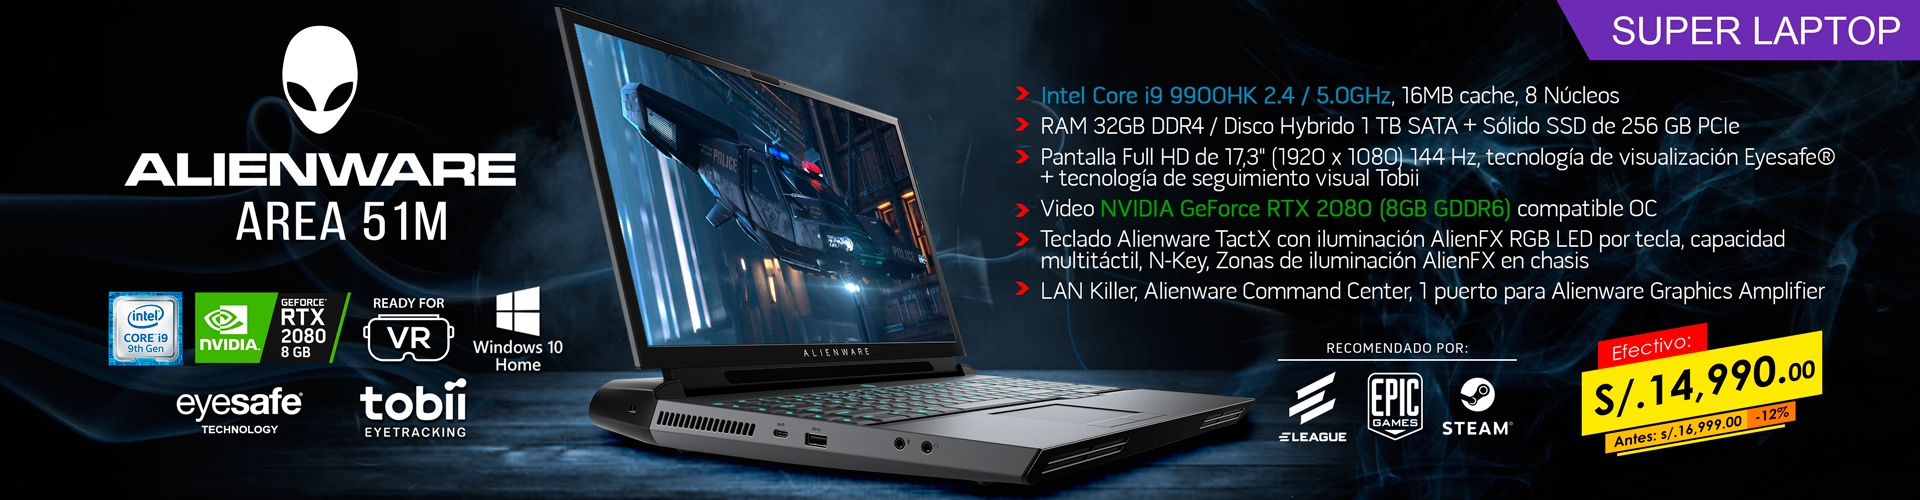 SUPER LAPTOP
ALIENWARE
AREA 51M
Intel Core i9 9900HK 2.4 / 5.0GHz, 16MB cache, 8 Núcleos
RAM 32GB DDR4 / Disco Hybrido 1 TB SATA + Sólido SSD de 256 GB PCIe
Pantalla Full HD de 17,3" (1920 x 1080) 144 Hz, tecnología de visualización Eyesafe®
+ tecnología de seguimiento visual Tobii
Video NVIDIA GeForce RTX 2080 (8GB GDDR6) compatible OC
Teclado Alienware TactX con iluminación AlienFX RGB LED por tecla, capacidad
multitáctil, N-Key, Zonas de iluminación AlienFX en chasis
LAN Killer, Alienware Command Center, 1 puerto para Alienware Graphics Amplifier
intel
CORE i9
9th Gen
NVIDIA.
GEFORCE
RTX
2080
8 GB
READY FOR
VR
Windows 10
Home
eyesafe®
TECHNOLOGY
tobii
EYETRACKING
POLICE
POLICE
ALIENWARE
RECOMENDADO POR:
ELEAGUE
EPIC
GAMES
STEAM®
Efectivo:
S/.14,990.00
Antes: s/.16,999.00 -12%